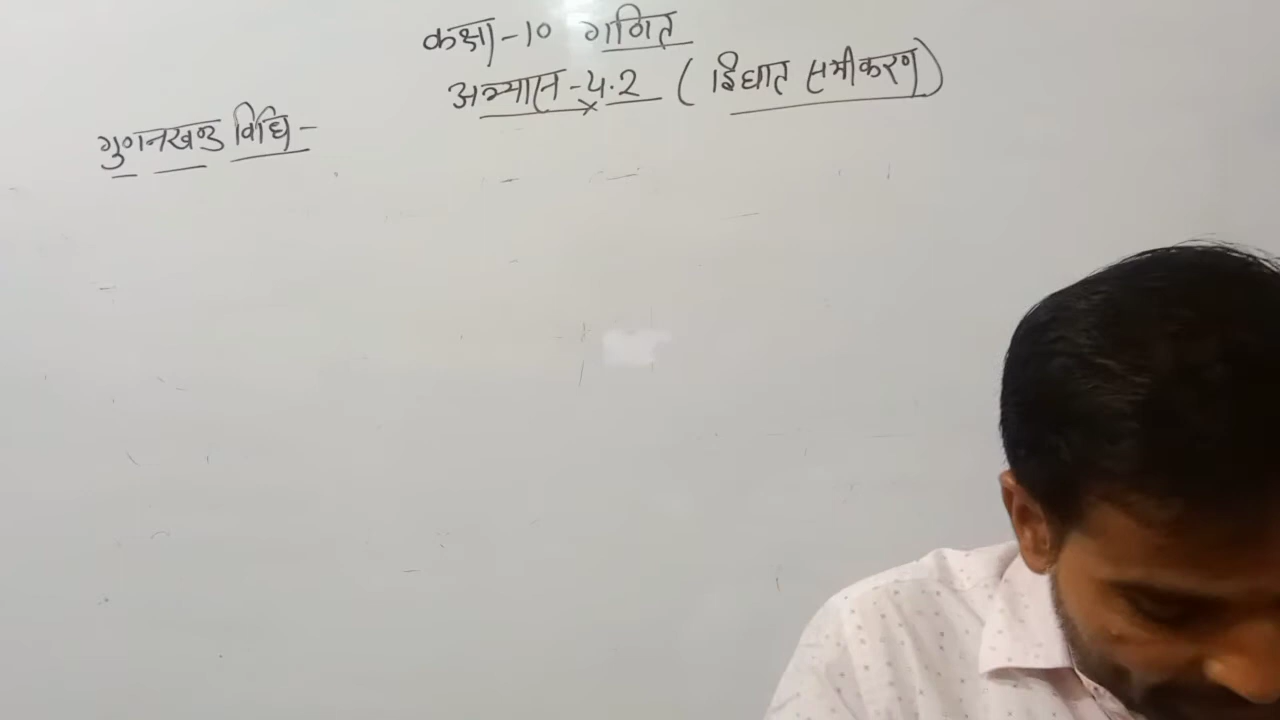 कक्षा-10 गणित
अभ्यास-4.2 (द्विघात समीकरण)
गुणनखण्ड विधि-